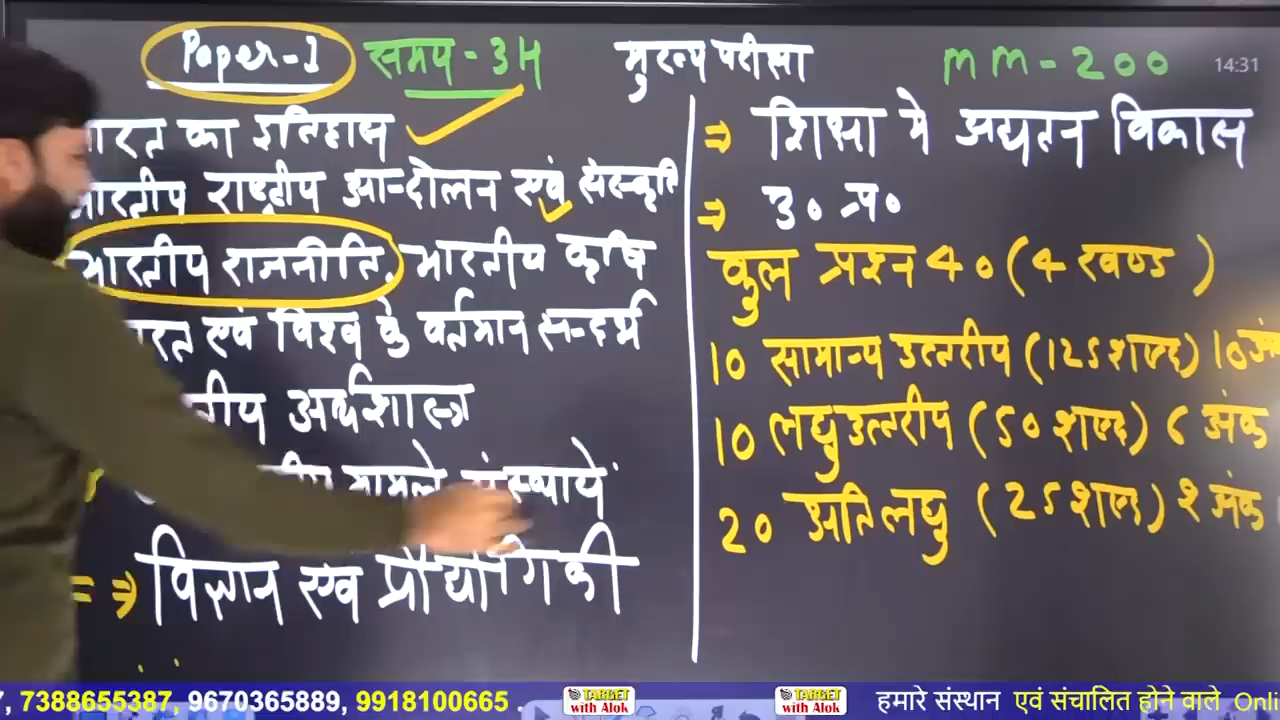 Paper-1 समय - 3H मुख्य परीक्षा MM-200
14:31
भारत का इतिहास
भारतीय राष्ट्रीय आन्दोलन एवं संस्कृति
भारतीय राजनीति, भारतीय कृषि
भारत एवं विश्व के वर्तमान सन्दर्भ
अर्थशास्त्र
मामले संस्थायें
=> विज्ञान एवं प्रौद्योगिकी
=> शिक्षा मे अद्यतन विकास
=> उ० प्र०
कुल प्रश्न 40 (4 खण्ड)
10 सामान्य उत्तरीय (125 शब्द) 10 अं
10 लघु उत्तरीय (50 शब्द) 6 अंक
20 अति लघु (25 शब्द) 2 अंक
7388655387, 9670365889, 9918100665 . TARGET with Alok TARGET with Alok हमारे संस्थान एवं संचालित होने वाले Onli